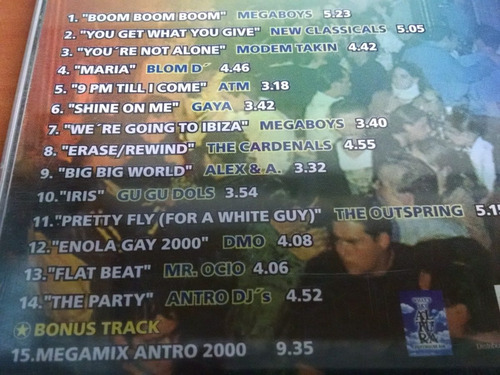 1. "BOOM BOOM BOOM" MEGABOYS 5.23
2. "YOU GET WHAT YOU GIVE" NEW CLASSICALS 5.05
3. "YOU´RE NOT ALONE" MODEM TAKIN 4.42
4. "MARIA" BLOM D´ 4.46
5. "9 PM TILL I COME" ATM 3.18
6. "SHINE ON ME" GAYA 3.42
7. "WE´RE GOING TO IBIZA" MEGABOYS 3.40
8. "ERASE/REWIND" THE CARDENALS 4.55
9. "BIG BIG WORLD" ALEX & A. 3.32
10."IRIS" GU GU DOLS 3.54
11."PRETTY FLY (FOR A WHITE GUY)" THE OUTSPRING 5.15
12."ENOLA GAY 2000" DMO 4.08
13."FLAT BEAT" MR. OCIO 4.06
14."THE PARTY" ANTRO DJ´s 4.52
BONUS TRACK
15.MEGAMIX ANTRO 2000 9.35